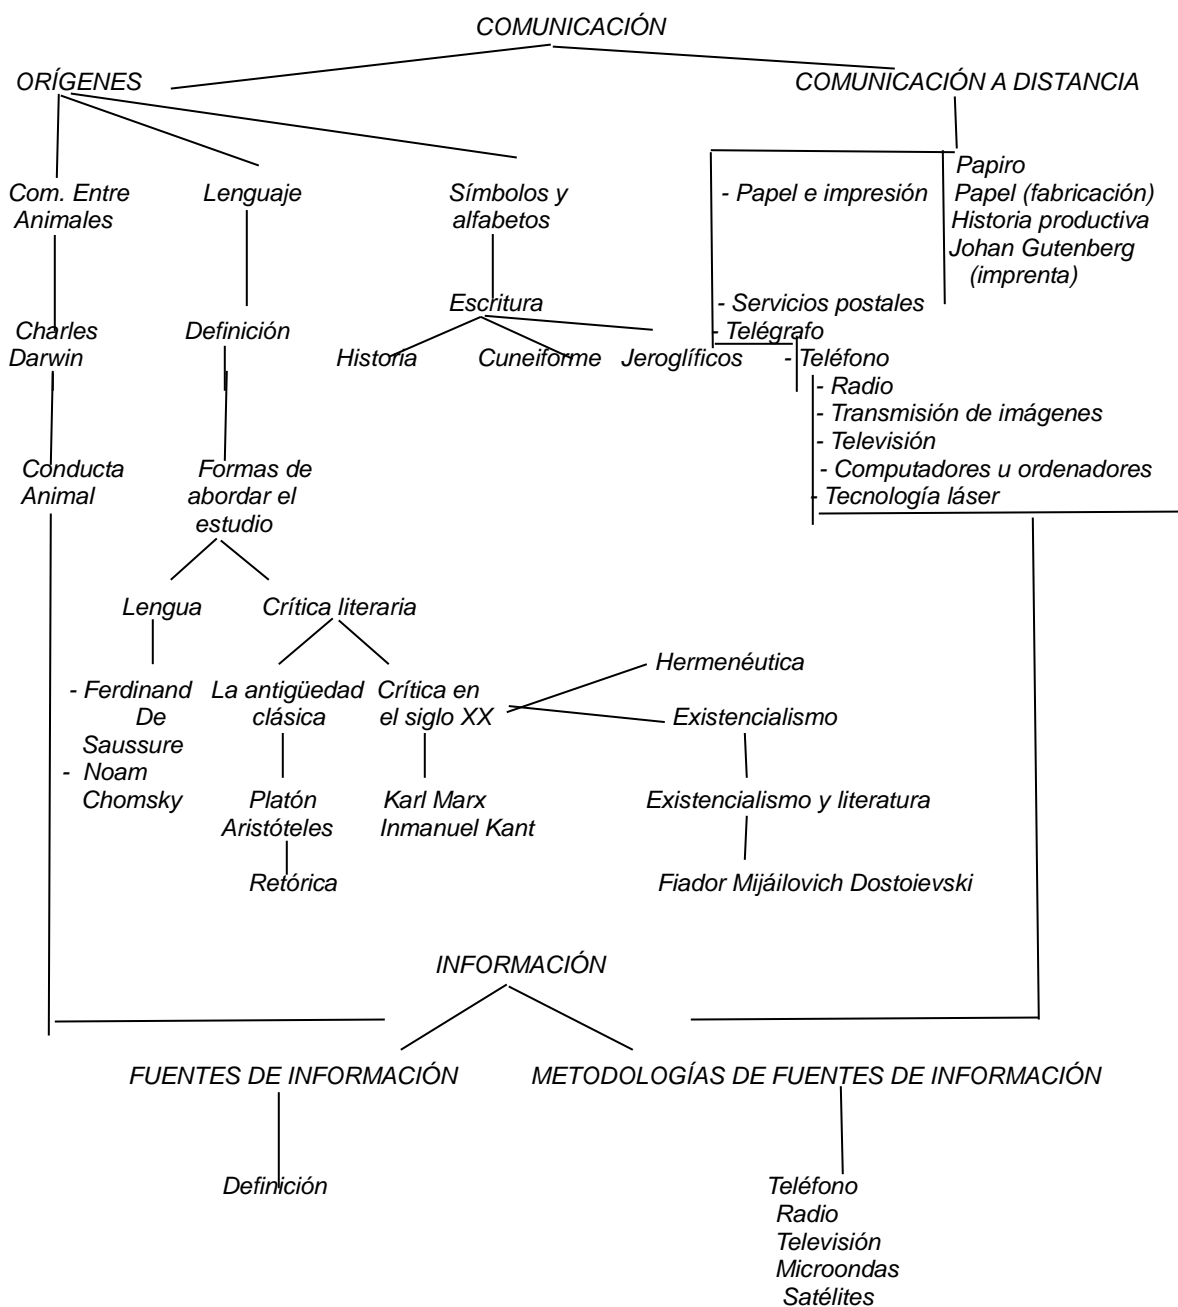 COMUNICACIÓN
ORÍGENES
COMUNICACIÓN A DISTANCIA
Com. Entre
Animales
Lenguaje
Símbolos y
alfabetos
- Papel e impresión
Papiro
Papel (fabricación)
Historia productiva
Johan Gutenberg
(imprenta)
Escritura
- Servicios postales
- Telégrafo
Charles
Darwin
Definición
Historia
Cuneiforme
Jeroglíficos
- Teléfono
- Radio
- Transmisión de imágenes
- Televisión
- Computadores u ordenadores
- Tecnología láser
Conducta
Animal
Formas de
abordar el
estudio
Lengua
Crítica literaria
Hermenéutica
- Ferdinand
De
Saussure
- Noam
Chomsky
La antigüedad
clásica
Crítica en
el siglo XX
Existencialismo
Platón
Aristóteles
Karl Marx
Inmanuel Kant
Existencialismo y literatura
Retórica
Fiador Mijáilovich Dostoievski
INFORMACIÓN
FUENTES DE INFORMACIÓN
METODOLOGÍAS DE FUENTES DE INFORMACIÓN
Definición
Teléfono
Radio
Televisión
Microondas
Satélites